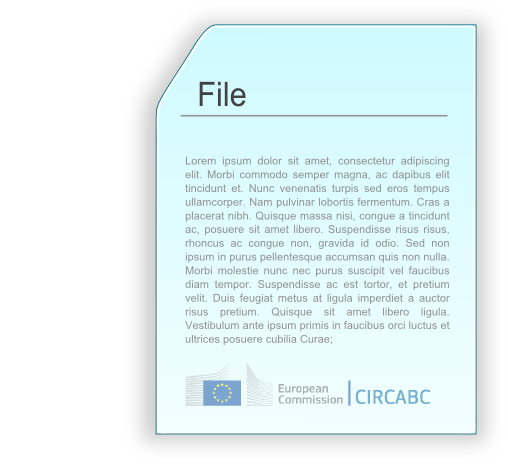 File
Lorem ipsum dolor sit amet, consectetur adipiscing
elit. Morbi commodo semper magna, ac dapibus elit
tincidunt et. Nunc venenatis turpis sed eros tempus
ullamcorper. Nam pulvinar lobortis fermentum. Cras a
placerat nibh. Quisque massa nisi, congue a tincidunt
ac, posuere sit amet libero. Suspendisse risus risus,
rhoncus ac congue non, gravida id odio. Sed non
ipsum in purus pellentesque accumsan quis non nulla.
Morbi molestie nunc nec purus suscipit vel faucibus
diam tempor. Suspendisse ac est tortor, et pretium
velit. Duis feugiat metus at ligula imperdiet a auctor
risus pretium. Quisque sit amet libero ligula.
Vestibulum ante ipsum primis in faucibus orci luctus et
ultrices posuere cubilia Curae;
European
Commission
CIRCABC